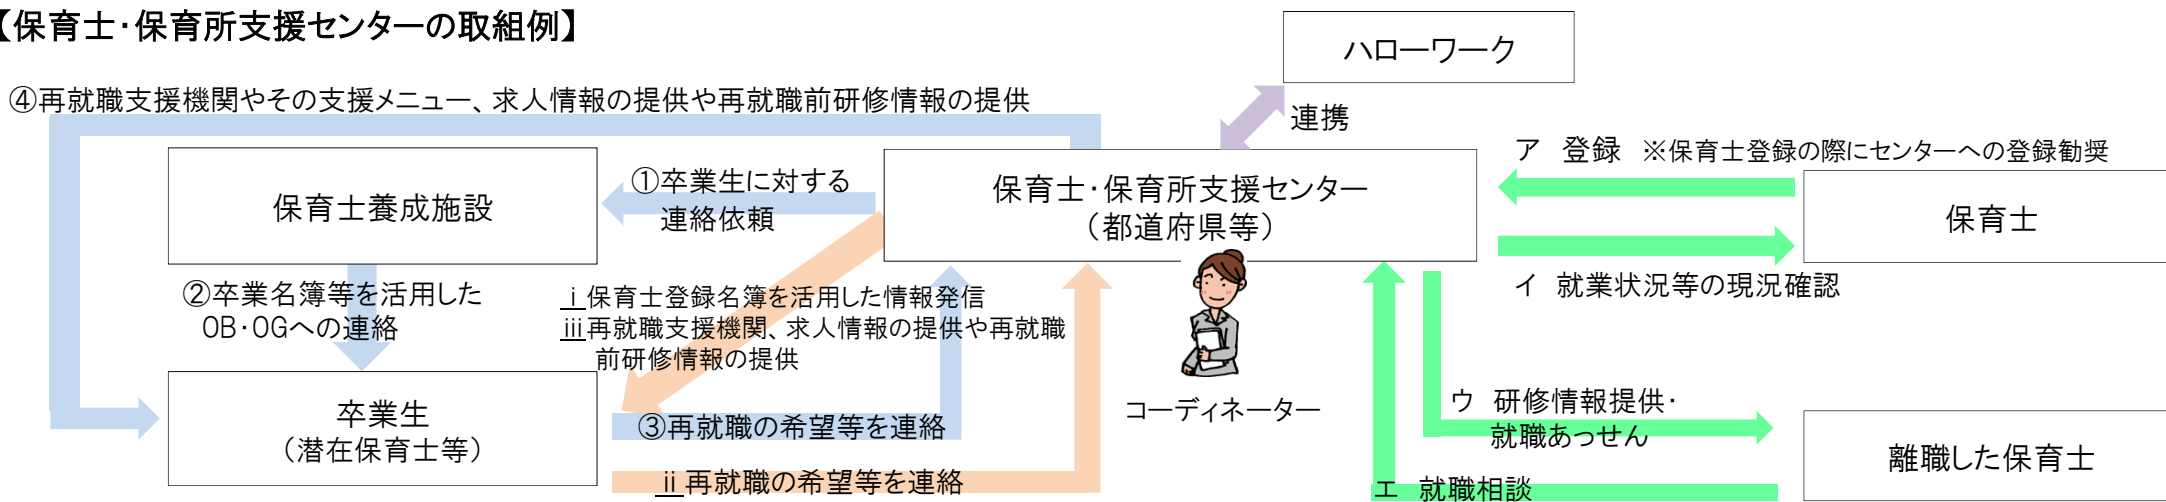 【保育士・保育所支援センターの取組例】
ハローワーク
④再就職支援機関やその支援メニュー、求人情報の提供や再就職前研修情報の提供
連携
ア　登録　※保育士登録の際にセンターへの登録勧奨
保育士養成施設
①卒業生に対する
連絡依頼
保育士・保育所支援センター
（都道府県等）
保育士
イ　就業状況等の現況確認
②卒業名簿等を活用した
OB・OGへの連絡
ⅰ保育士登録名簿を活用した情報発信
ⅲ再就職支援機関、求人情報の提供や再就職
前研修情報の提供
コーディネーター
卒業生
（潜在保育士等）
③再就職の希望等を連絡
ⅱ再就職の希望等を連絡
ウ　研修情報提供・
就職あっせん
離職した保育士
エ　就職相談